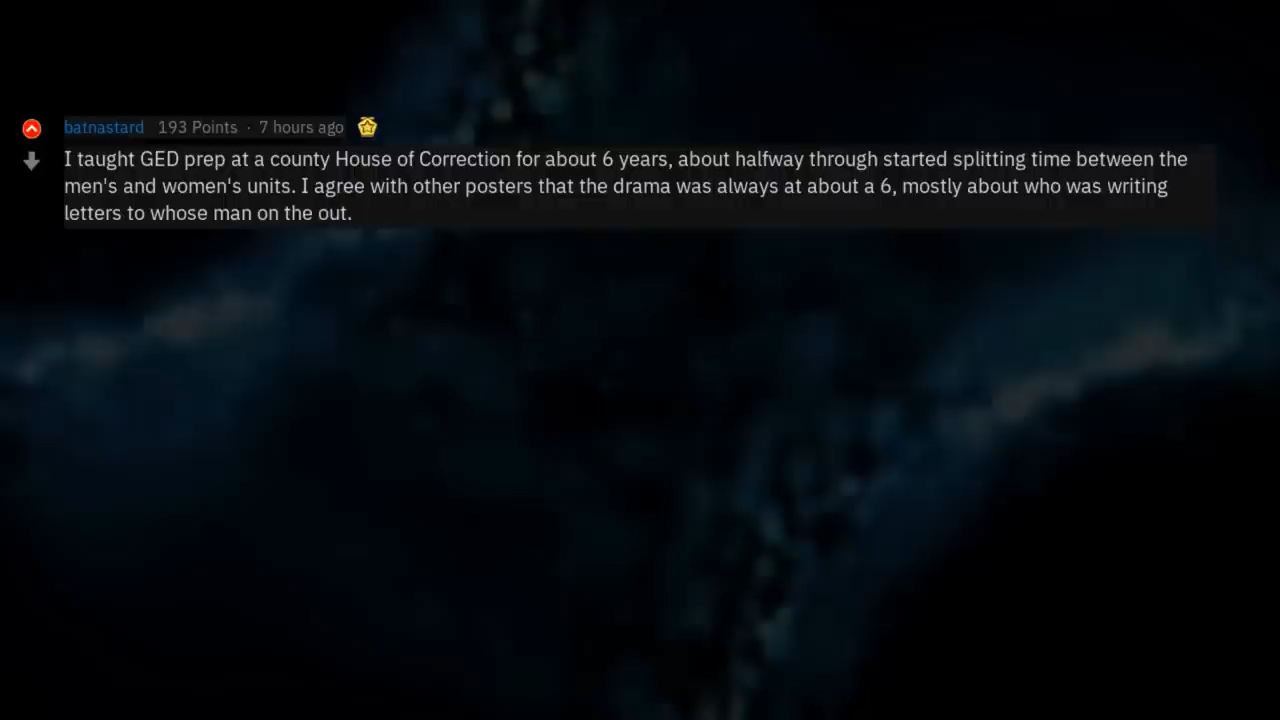 batnastard 193 Points · 7 hours ago
I taught GED prep at a county House of Correction for about 6 years, about halfway through started splitting time between the
men's and women's units. I agree with other posters that the drama was always at about a 6, mostly about who was writing
letters to whose man on the out.